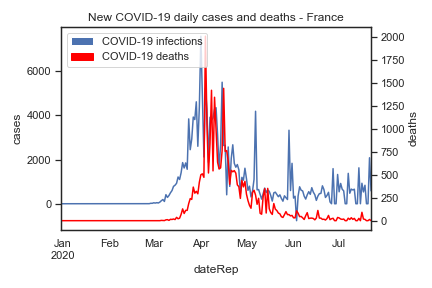 New COVID-19 daily cases and deaths - France
COVID-19 infections
COVID-19 deaths
cases
6000
4000
2000
0
deaths
2000
1750
1500
1250
1000
750
500
250
0
Jan Feb Mar Apr May Jun Jul
2020
dateRep